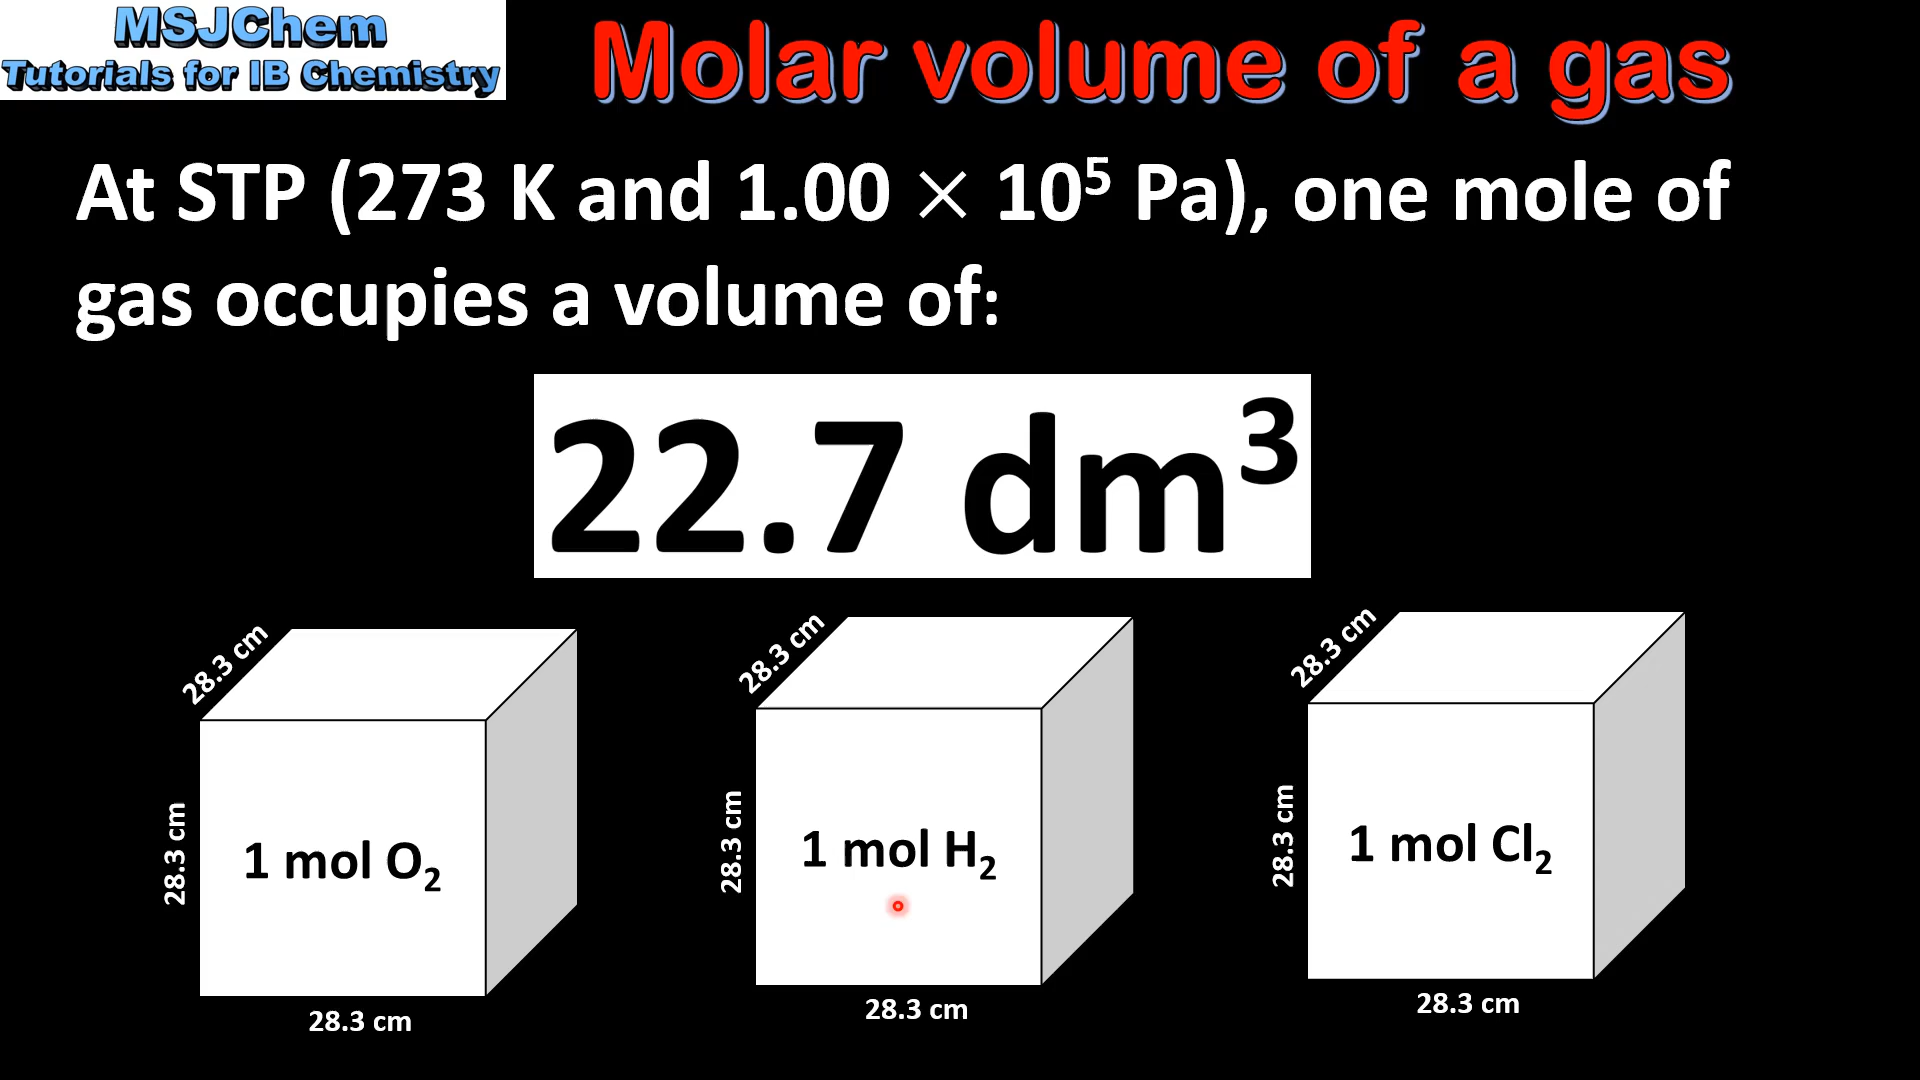 MSJChem
Tutorials for IB Chemistry
Molar volume of a gas
At STP (273 K and 1.00 × 10⁵ Pa), one mole of
gas occupies a volume of:
22.7 dm³
28.3 cm
28.3 cm
1 mol O₂
28.3 cm
28.3 cm
28.3 cm
1 mol H₂
28.3 cm
28.3 cm
28.3 cm
1 mol Cl₂
28.3 cm